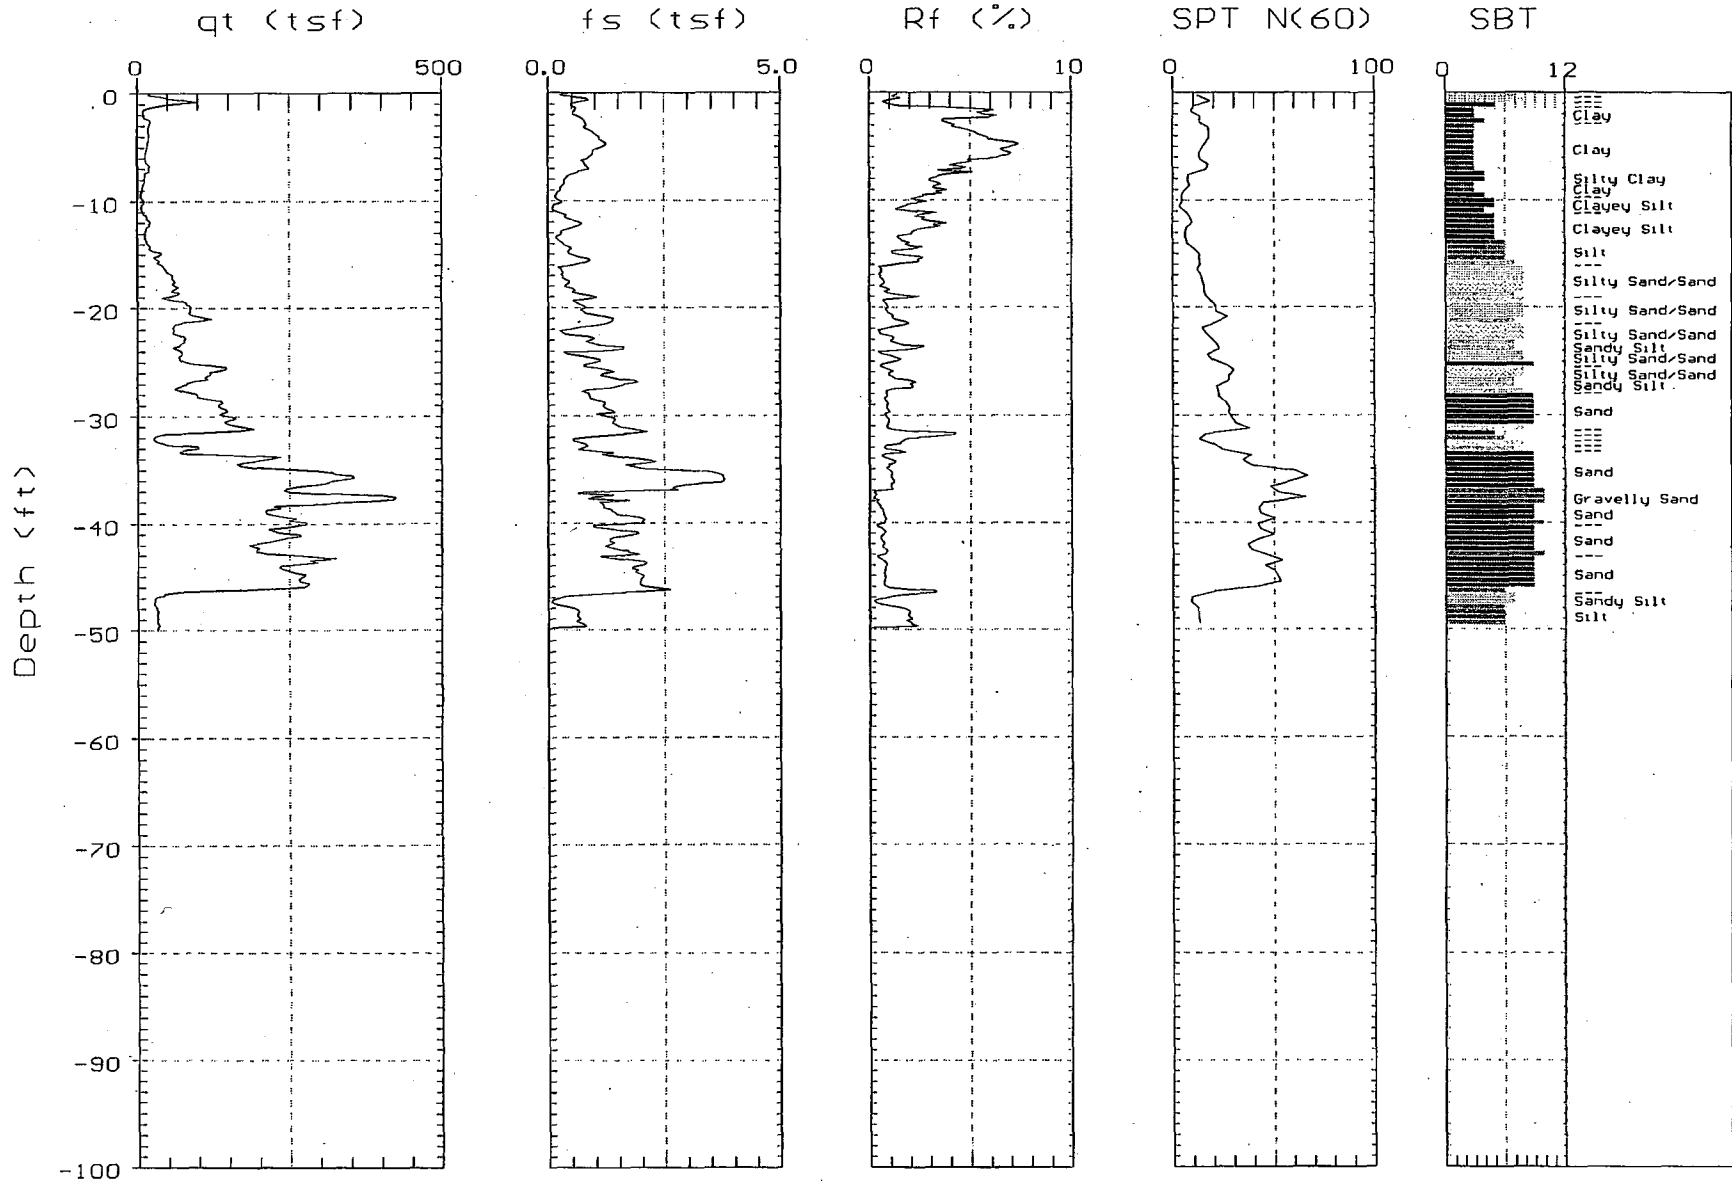 qt (tsf) fs (tsf) Rf (%) SPT N(60) SBT
0 500 0.0 5.0 0 10 0 100 0 12
0
---
---
Clay
---
Clay
Silty Clay
Clay
---
-10
Clayey Silt
---
Clayey Silt
Silt
---
Silty Sand/Sand
---
-20
Silty Sand/Sand
---
Silty Sand/Sand
Sandy Silt
Silty Sand/Sand
---
Silty Sand/Sand
Sandy Silt
---
-30
Sand
---
---
---
Sand
Gravelly Sand
Sand
-40
---
Sand
---
Sand
---
Sandy Silt
Silt
-50
-60
-70
-80
-90
-100
Depth (ft)